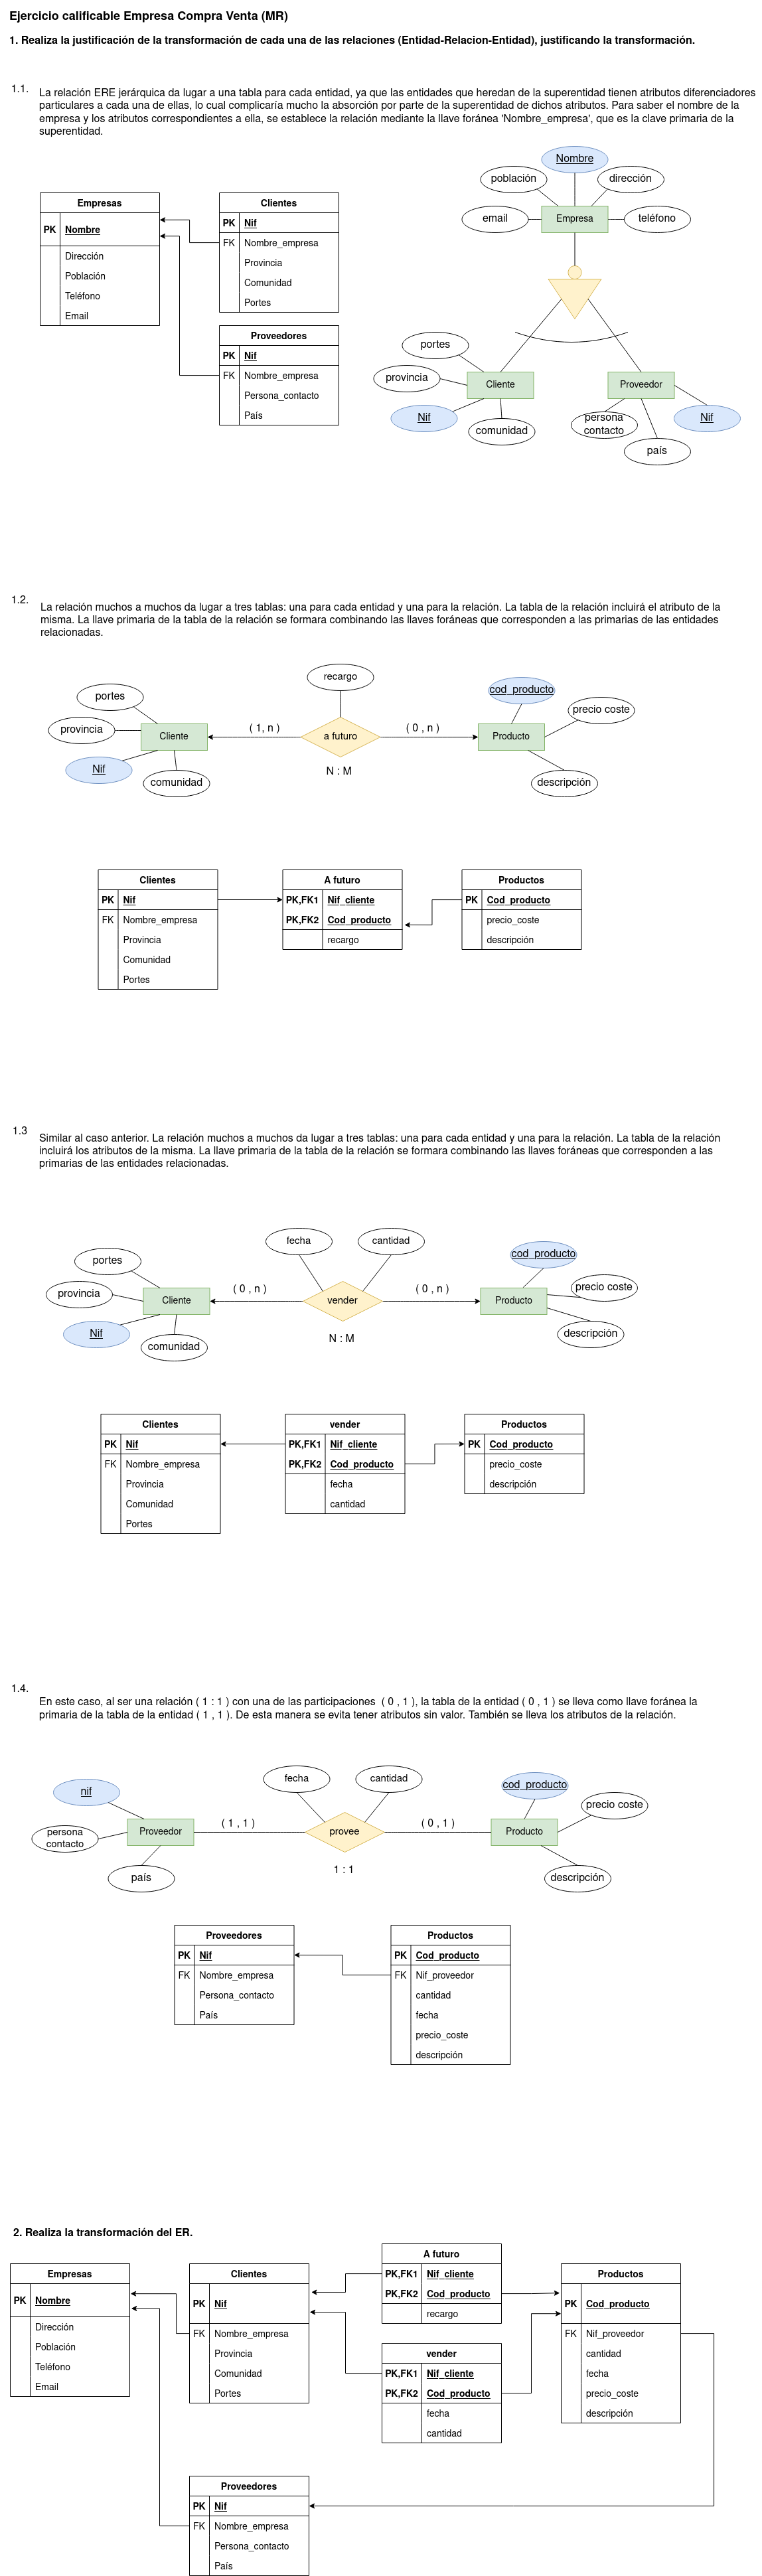 Ejercicio calificable Empresa Compra Venta (MR)
1. Realiza la justificación de la transformación de cada una de las relaciones (Entidad-Relacion-Entidad), justificando la transformación.
1.1.
La relación ERE jerárquica da lugar a una tabla para cada entidad, ya que las entidades que heredan de la superentidad tienen atributos diferenciadores
particulares a cada una de ellas, lo cual complicaría mucho la absorción por parte de la superentidad de dichos atributos. Para saber el nombre de la
empresa y los atributos correspondientes a ella, se establece la relación mediante la llave foránea 'Nombre_empresa', que es la clave primaria de la
superentidad.
Empresas
PK Nombre
Dirección
Población
Teléfono
Email
Clientes
PK Nif
FK Nombre_empresa
Provincia
Comunidad
Portes
Proveedores
PK Nif
FK Nombre_empresa
Persona_contacto
País
Nombre
población
dirección
email
Empresa
teléfono
portes
provincia
Cliente
Nif
comunidad
Proveedor
persona
contacto
Nif
país
1.2.
La relación muchos a muchos da lugar a tres tablas: una para cada entidad y una para la relación. La tabla de la relación incluirá el atributo de la
misma. La llave primaria de la tabla de la relación se formara combinando las llaves foráneas que corresponden a las primarias de las entidades
relacionadas.
recargo
portes
cod_producto
precio coste
provincia
Cliente
( 1, n )
a futuro
( 0 , n )
Producto
Nif
N : M
comunidad
descripción
Clientes
PK Nif
FK Nombre_empresa
Provincia
Comunidad
Portes
A futuro
PK,FK1 Nif_cliente
PK,FK2 Cod_producto
recargo
Productos
PK Cod_producto
precio_coste
descripción
1.3
Similar al caso anterior. La relación muchos a muchos da lugar a tres tablas: una para cada entidad y una para la relación. La tabla de la relación
incluirá los atributos de la misma. La llave primaria de la tabla de la relación se formara combinando las llaves foráneas que corresponden a las
primarias de las entidades relacionadas.
fecha
cantidad
portes
cod_producto
provincia
Cliente
( 0 , n )
vender
( 0 , n )
Producto
precio coste
Nif
N : M
comunidad
descripción
Clientes
PK Nif
FK Nombre_empresa
Provincia
Comunidad
Portes
vender
PK,FK1 Nif_cliente
PK,FK2 Cod_producto
fecha
cantidad
Productos
PK Cod_producto
precio_coste
descripción
1.4.
En este caso, al ser una relación ( 1 : 1 ) con una de las participaciones ( 0 , 1 ), la tabla de la entidad ( 0 , 1 ) se lleva como llave foránea la
primaria de la tabla de la entidad ( 1 , 1 ). De esta manera se evita tener atributos sin valor. También se lleva los atributos de la relación.
fecha
cantidad
nif
cod_producto
precio coste
persona
contacto
Proveedor
( 1 , 1 )
provee
( 0 , 1 )
Producto
1 : 1
país
descripción
Proveedores
PK Nif
FK Nombre_empresa
Persona_contacto
País
Productos
PK Cod_producto
FK Nif_proveedor
cantidad
fecha
precio_coste
descripción
2. Realiza la transformación del ER.
Empresas
PK Nombre
Dirección
Población
Teléfono
Email
Clientes
PK Nif
FK Nombre_empresa
Provincia
Comunidad
Portes
A futuro
PK,FK1 Nif_cliente
PK,FK2 Cod_producto
recargo
vender
PK,FK1 Nif_cliente
PK,FK2 Cod_producto
fecha
cantidad
Productos
PK Cod_producto
FK Nif_proveedor
cantidad
fecha
precio_coste
descripción
Proveedores
PK Nif
FK Nombre_empresa
Persona_contacto
País